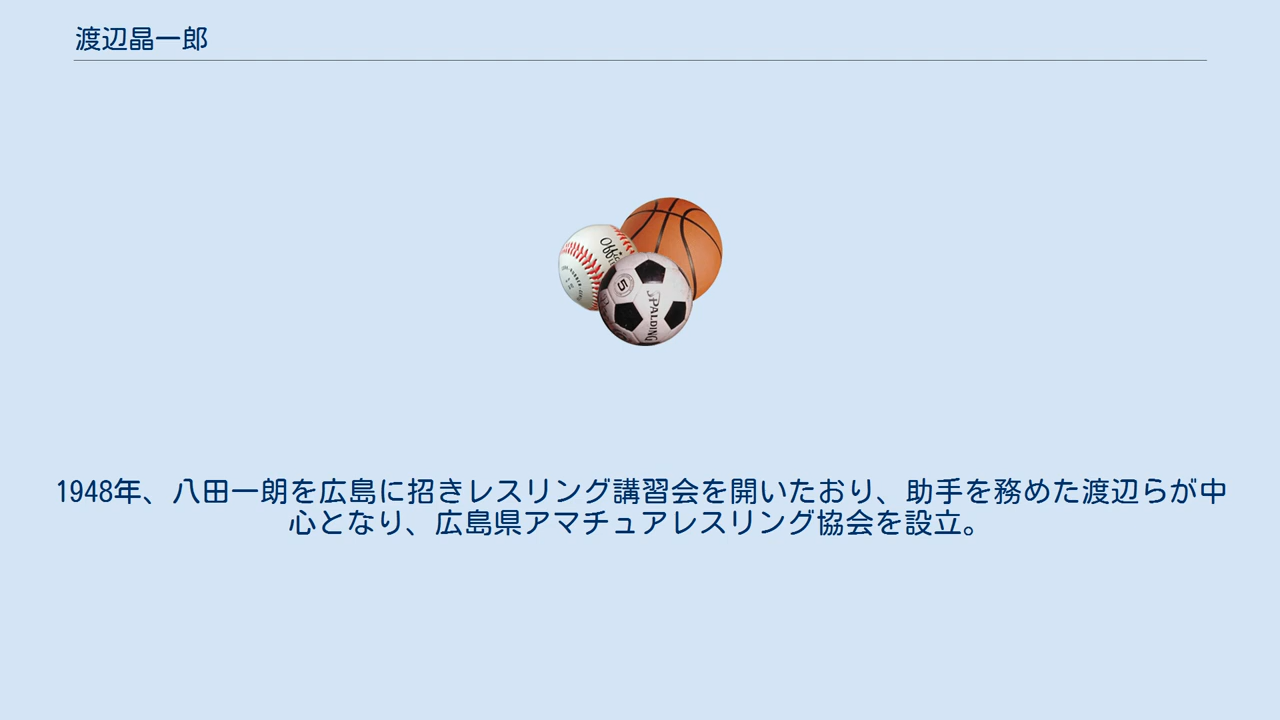 渡辺晶一郎
Offic
5
SPALDING
1948年、八田一朗を広島に招きレスリング講習会を開いたおり、助手を務めた渡辺らが中
心となり、広島県アマチュアレスリング協会を設立。